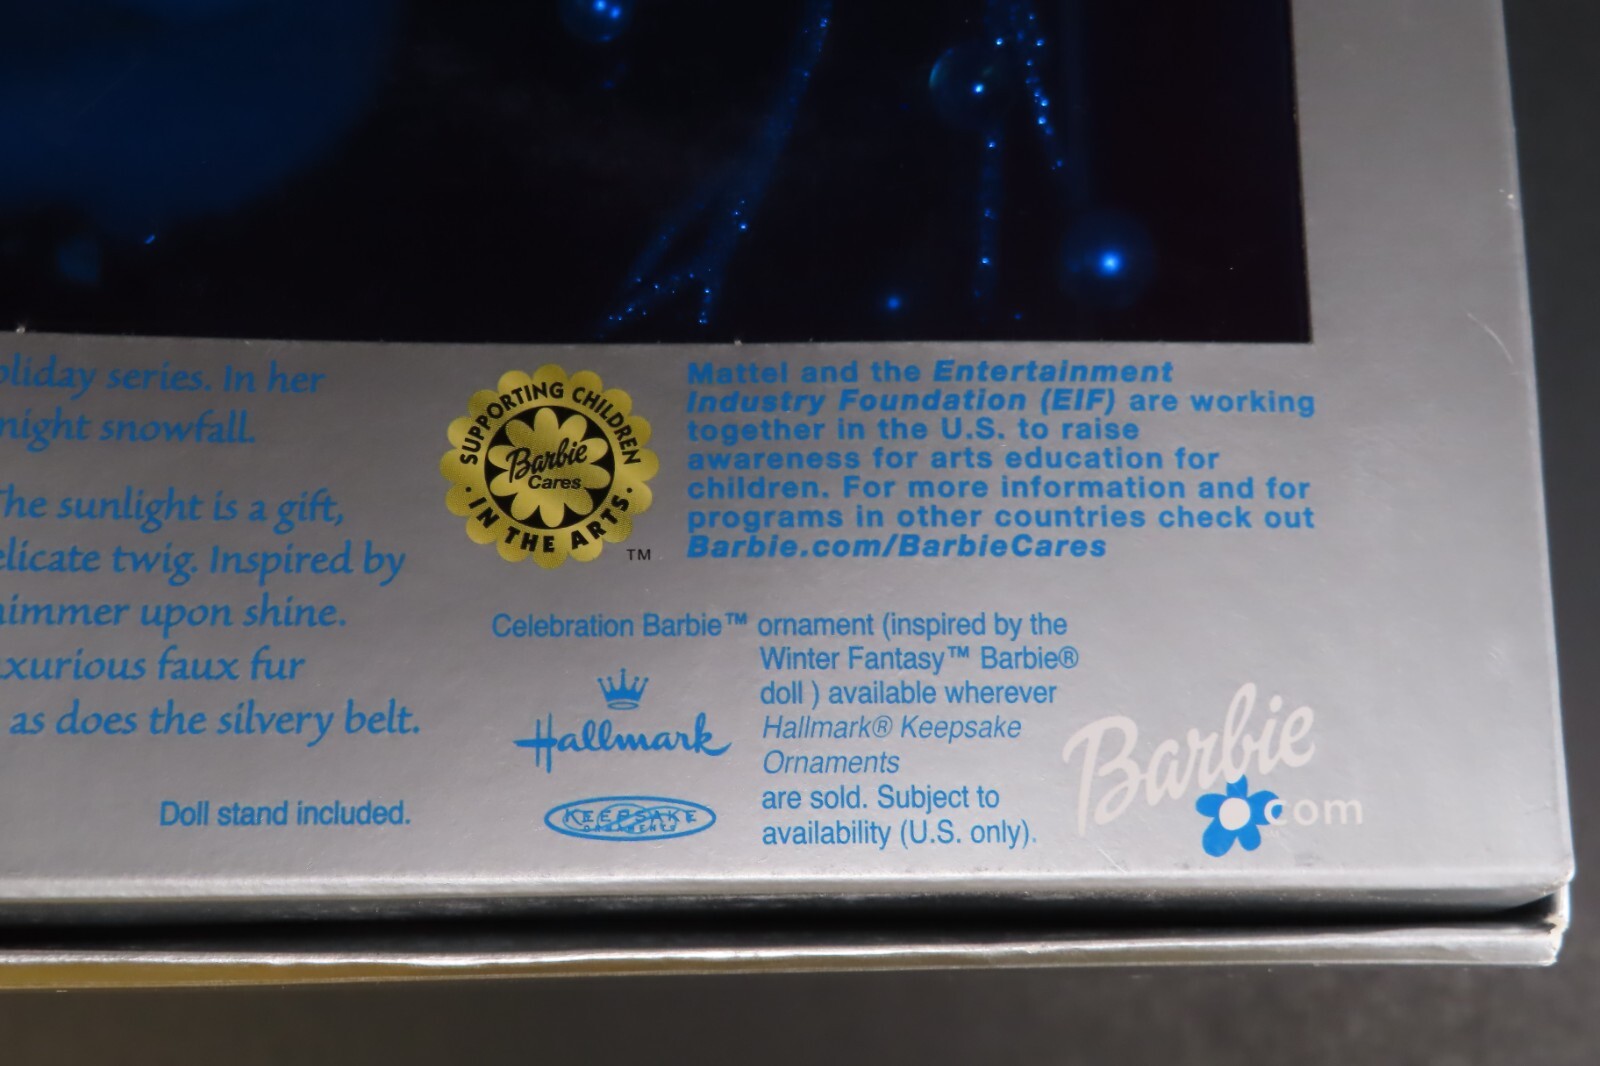 oliday series. In her
night snowfall.
The sunlight is a gift,
elicate twig. Inspired by
himmer upon shine.
uxurious faux fur
as does the silvery belt.
Doll stand included.
SUPPORTING CHILDREN
Barbie
Cares
· IN THE ARTS ·
TM
Mattel and the Entertainment
Industry Foundation (EIF) are working
together in the U.S. to raise
awareness for arts education for
children. For more information and for
programs in other countries check out
Barbie.com/BarbieCares
Celebration Barbie™ ornament (inspired by the
Winter Fantasy™ Barbie®
doll ) available wherever
Hallmark® Keepsake
Ornaments
are sold. Subject to
availability (U.S. only).
Hallmark
KEEPSAKE
ORNAMENTS
Barbie
com